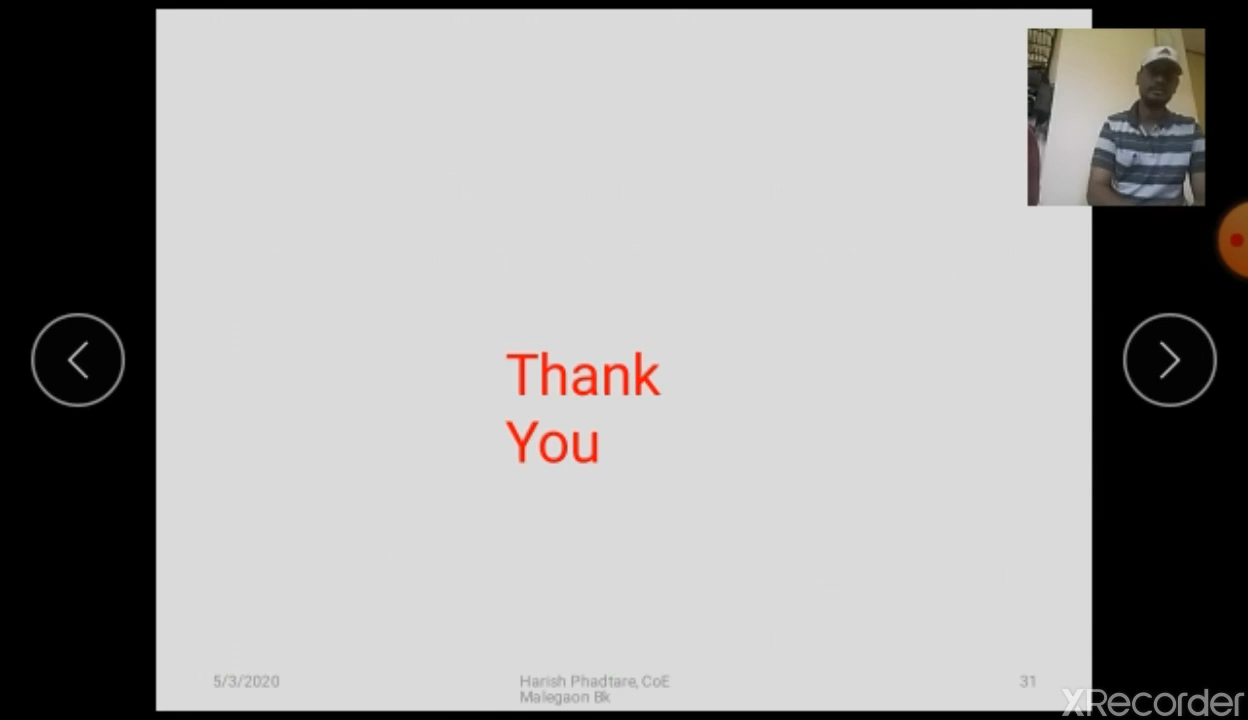 Thank
You
5/3/2020
Harish Phadtare, CoE
Malegaon Bk
31
XRecorder